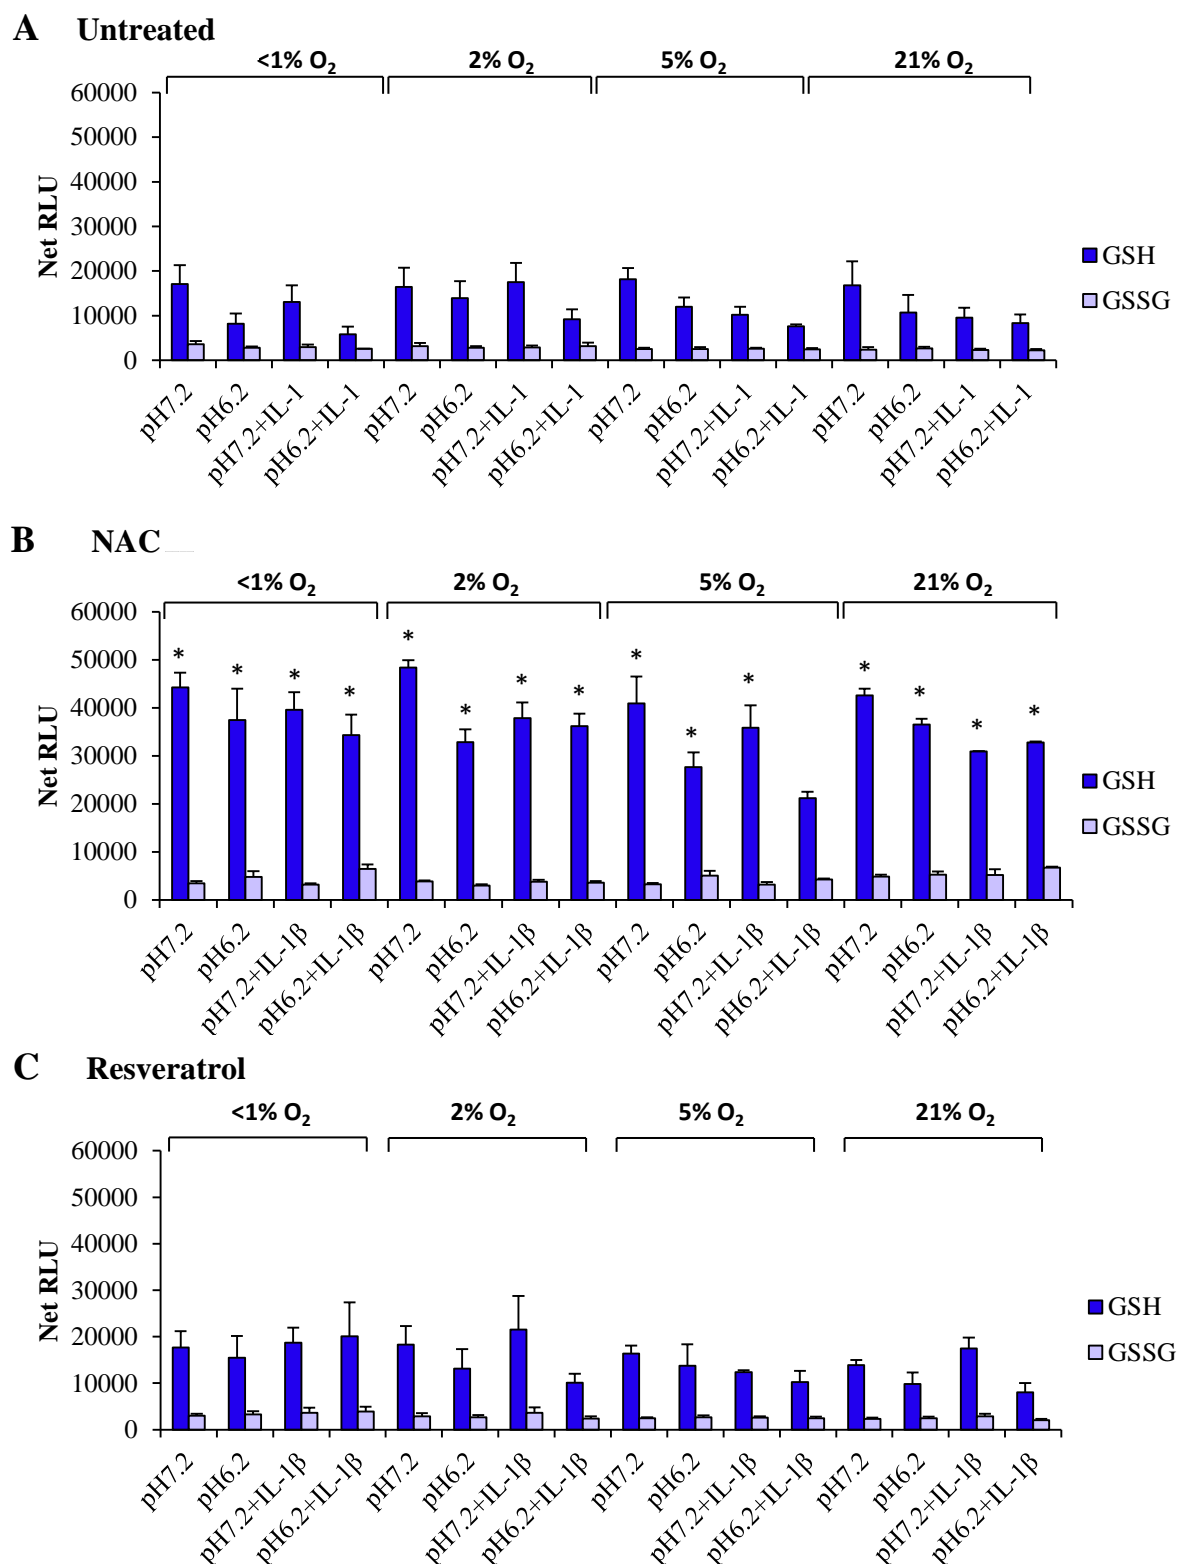 A Untreated
<1% O₂ 2% O₂ 5% O₂ 21% O₂
60000
50000
40000
30000
20000
10000
0
Net RLU
GSH
GSSG
pH7.2 pH6.2 pH7.2+IL-1 pH6.2+IL-1 pH7.2 pH6.2 pH7.2+IL-1 pH6.2+IL-1 pH7.2 pH6.2 pH7.2+IL-1 pH6.2+IL-1 pH7.2 pH6.2 pH7.2+IL-1 pH6.2+IL-1
B NAC
<1% O₂ 2% O₂ 5% O₂ 21% O₂
60000
50000
40000
30000
20000
10000
0
Net RLU
* * * * * * * * * * * * * * *
GSH
GSSG
pH7.2 pH6.2 pH7.2+IL-1β pH6.2+IL-1β pH7.2 pH6.2 pH7.2+IL-1β pH6.2+IL-1β pH7.2 pH6.2 pH7.2+IL-1β pH6.2+IL-1β pH7.2 pH6.2 pH7.2+IL-1β pH6.2+IL-1β
C Resveratrol
<1% O₂ 2% O₂ 5% O₂ 21% O₂
60000
50000
40000
30000
20000
10000
0
Net RLU
GSH
GSSG
pH7.2 pH6.2 pH7.2+IL-1β pH6.2+IL-1β pH7.2 pH6.2 pH7.2+IL-1β pH6.2+IL-1β pH7.2 pH6.2 pH7.2+IL-1β pH6.2+IL-1β pH7.2 pH6.2 pH7.2+IL-1β pH6.2+IL-1β